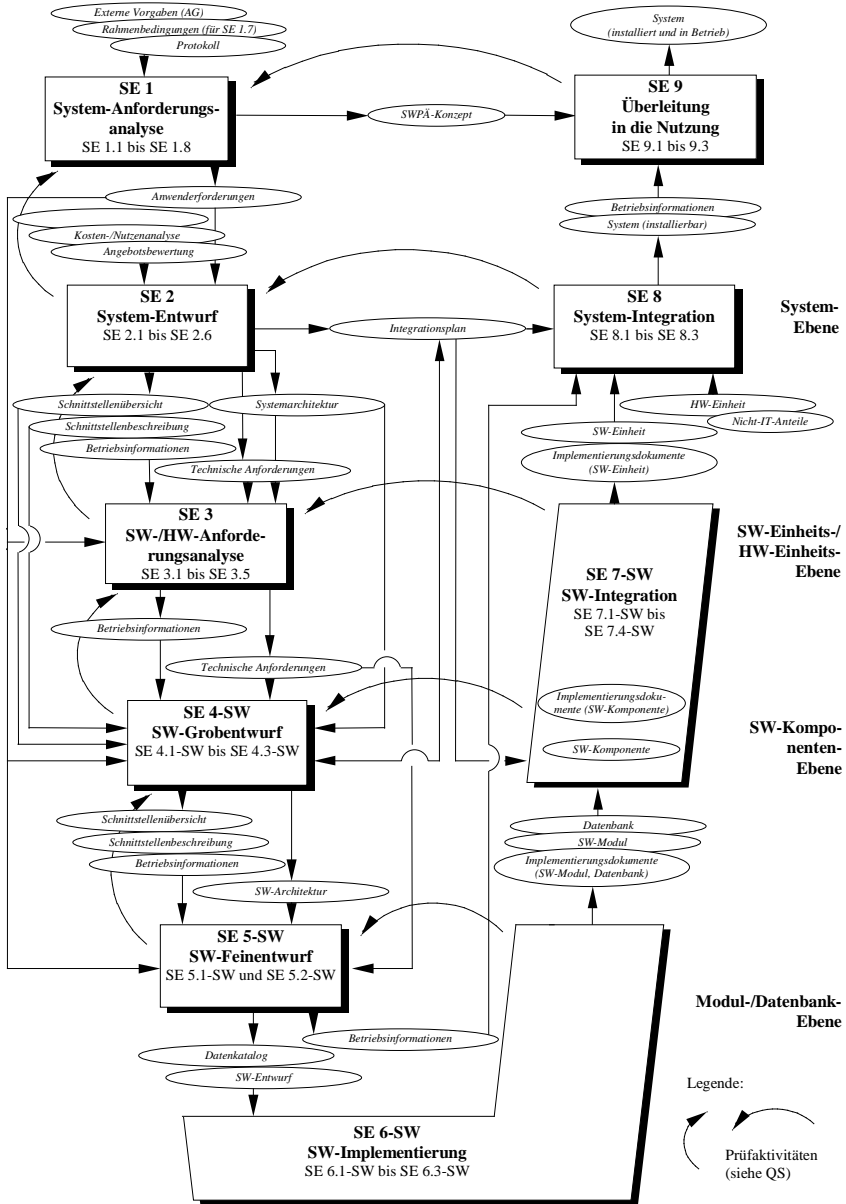 Externe Vorgaben (AG)
Rahmenbedingungen (für SE 1.7)
Protokoll
System
(installiert und in Betrieb)
SE 1
System-Anforderungs-
analyse
SE 1.1 bis SE 1.8
SWPÄ-Konzept
SE 9
Überleitung
in die Nutzung
SE 9.1 bis 9.3
Anwenderforderungen
Kosten-/Nutzenanalyse
Angebotsbewertung
Betriebsinformationen
System (installierbar)
SE 2
System-Entwurf
SE 2.1 bis SE 2.6
Integrationsplan
SE 8
System-Integration
SE 8.1 bis SE 8.3
System-
Ebene
Schnittstellenübersicht
Systemarchitektur
Schnittstellenbeschreibung
Betriebsinformationen
Technische Anforderungen
HW-Einheit
Nicht-IT-Anteile
SW-Einheit
Implementierungsdokumente
(SW-Einheit)
SE 3
SW-/HW-Anforde-
rungsanalyse
SE 3.1 bis SE 3.5
SW-Einheits-/
HW-Einheits-
Ebene
SE 7-SW
SW-Integration
SE 7.1-SW bis
SE 7.4-SW
Betriebsinformationen
Technische Anforderungen
SE 4-SW
SW-Grobentwurf
SE 4.1-SW bis SE 4.3-SW
Implementierungsdoku-
mente (SW-Komponente)
SW-Komponente
SW-Kompo-
nenten-
Ebene
Schnittstellenübersicht
Schnittstellenbeschreibung
Betriebsinformationen
SW-Architektur
Datenbank
SW-Modul
Implementierungsdokumente
(SW-Modul, Datenbank)
SE 5-SW
SW-Feinentwurf
SE 5.1-SW und SE 5.2-SW
Modul-/Datenbank-
Ebene
Betriebsinformationen
Datenkatalog
SW-Entwurf
SE 6-SW
SW-Implementierung
SE 6.1-SW bis SE 6.3-SW
Legende:
Prüfaktivitäten
(siehe QS)